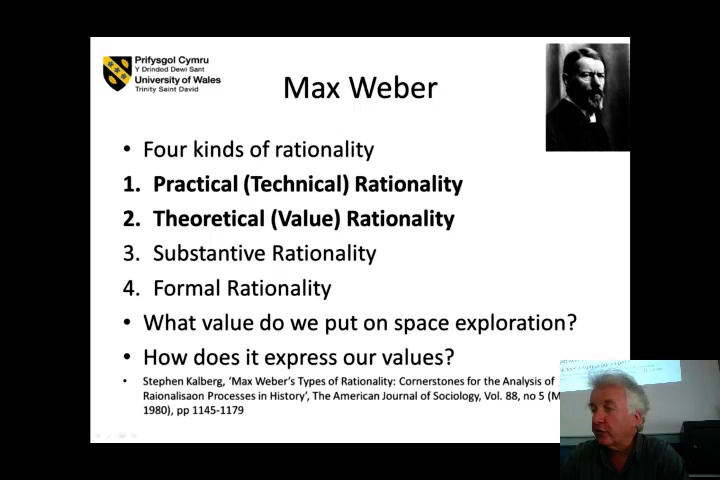 Prifysgol Cymru
Y Drindod Dewi Sant
University of Wales
Trinity Saint David
Max Weber
• Four kinds of rationality
1. Practical (Technical) Rationality
2. Theoretical (Value) Rationality
3. Substantive Rationality
4. Formal Rationality
• What value do we put on space exploration?
• How does it express our values?
• Stephen Kalberg, ‘Max Weber’s Types of Rationality: Cornerstones for the Analysis of
Raionalisaon Processes in History’, The American Journal of Sociology, Vol. 88, no 5 (M
1980), pp 1145-1179